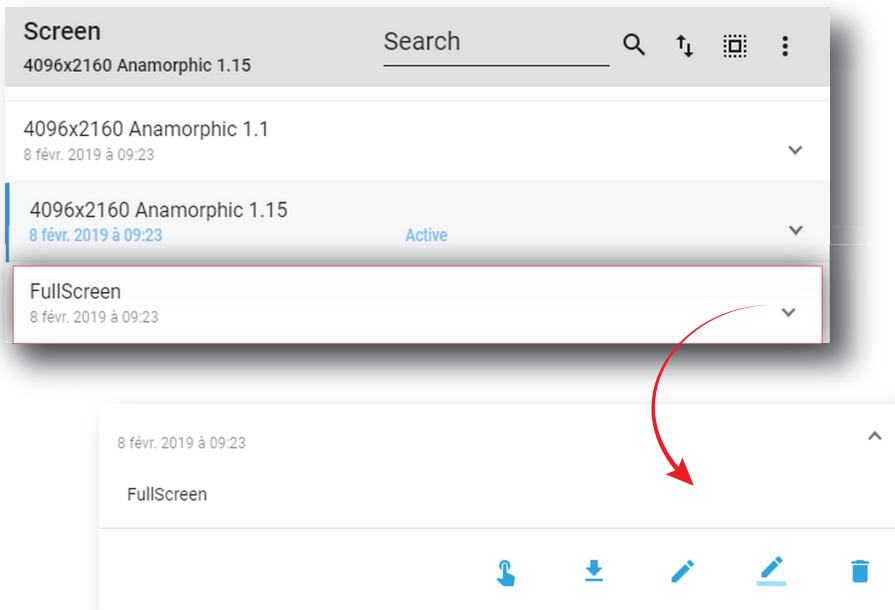 Screen
4096x2160 Anamorphic 1.15
Search
4096x2160 Anamorphic 1.1
8 févr. 2019 à 09:23
4096x2160 Anamorphic 1.15
8 févr. 2019 à 09:23
Active
FullScreen
8 févr. 2019 à 09:23
8 févr. 2019 à 09:23
FullScreen